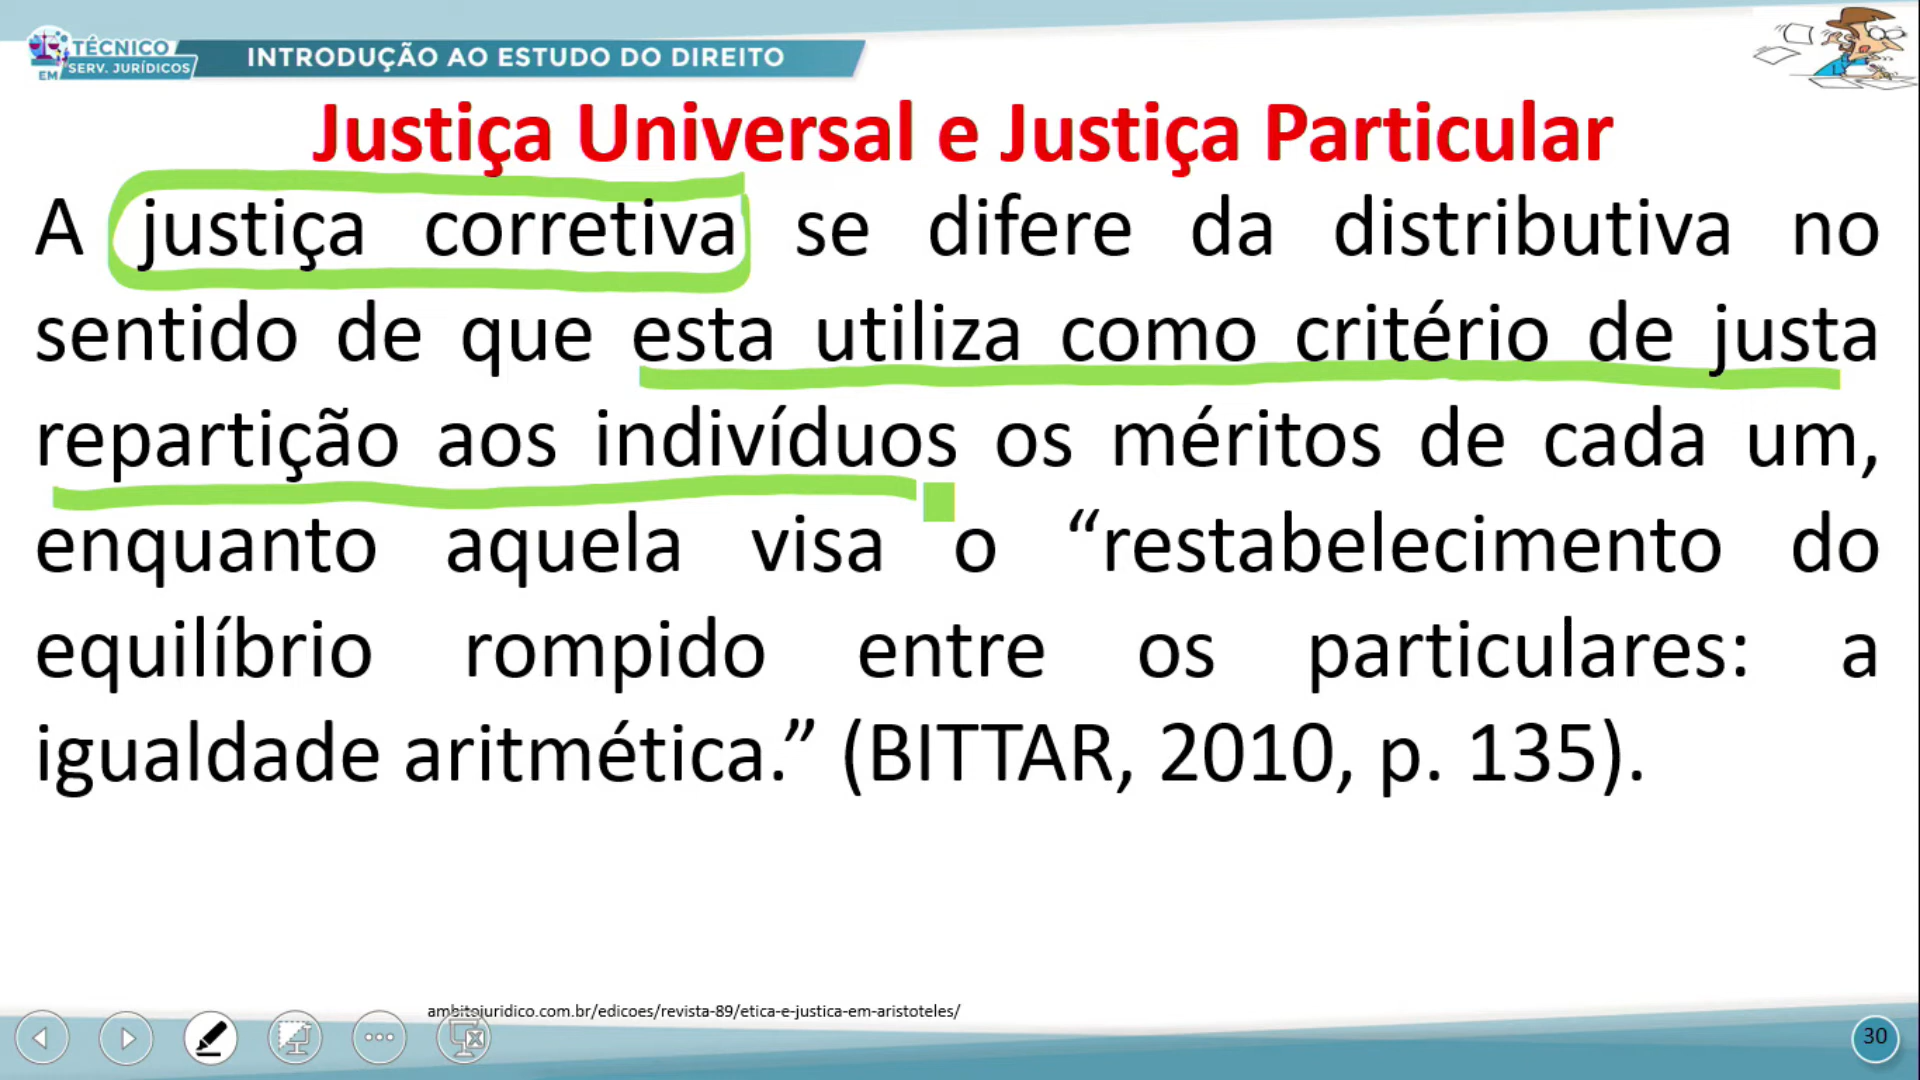 TÉCNICO
EM SERV. JURÍDICOS
INTRODUÇÃO AO ESTUDO DO DIREITO
Justiça Universal e Justiça Particular
A justiça corretiva se difere da distributiva no
sentido de que esta utiliza como critério de justa
repartição aos indivíduos os méritos de cada um,
enquanto aquela visa o “restabelecimento do
equilíbrio rompido entre os particulares: a
igualdade aritmética.” (BITTAR, 2010, p. 135).
ambitojuridico.com.br/edicoes/revista-89/etica-e-justica-em-aristoteles/
30